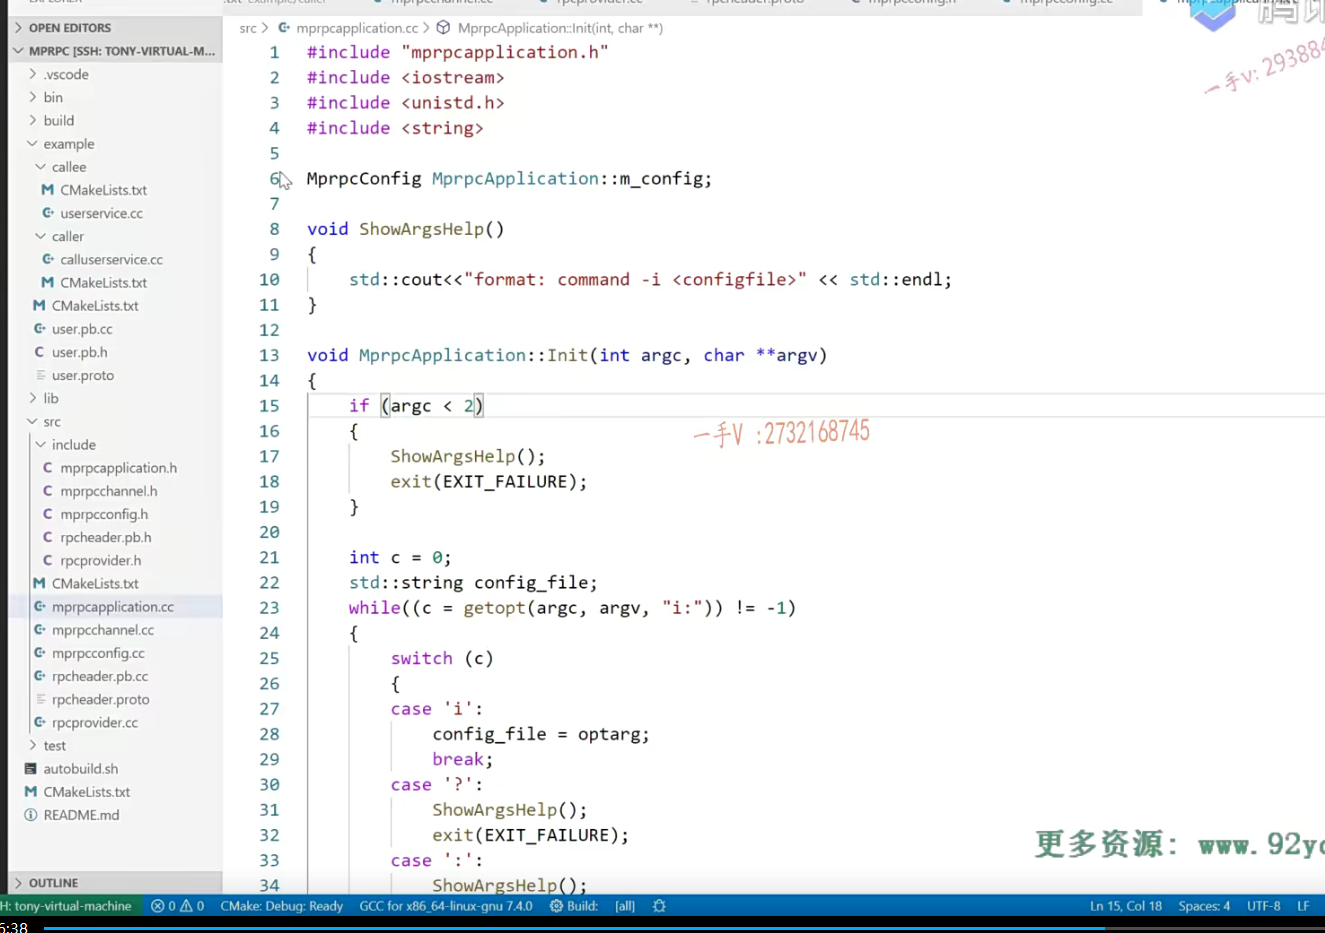 OPEN EDITORS
MPRPC [SSH: TONY-VIRTUAL-M...
.vscode
bin
build
example
callee
CMakeLists.txt
userservice.cc
caller
calluserservice.cc
CMakeLists.txt
CMakeLists.txt
user.pb.cc
user.pb.h
user.proto
lib
src
include
mprpcapplication.h
mprpcchannel.h
mprpcconfig.h
rpcheader.pb.h
rpcprovider.h
CMakeLists.txt
mprpcapplication.cc
mprpcchannel.cc
mprpcconfig.cc
rpcheader.pb.cc
rpcheader.proto
rpcprovider.cc
test
autobuild.sh
CMakeLists.txt
README.md
OUTLINE
src > mprpcapplication.cc > MprpcApplication::Init(int, char **)
1 #include "mprpcapplication.h"
2 #include <iostream>
3 #include <unistd.h>
4 #include <string>
5
6 MprpcConfig MprpcApplication::m_config;
7
8 void ShowArgsHelp()
9 {
10 std::cout<<"format: command -i <configfile>" << std::endl;
11 }
12
13 void MprpcApplication::Init(int argc, char **argv)
14 {
15 if (argc < 2)
16 {
17 ShowArgsHelp();
18 exit(EXIT_FAILURE);
19 }
20
21 int c = 0;
22 std::string config_file;
23 while((c = getopt(argc, argv, "i:")) != -1)
24 {
25 switch (c)
26 {
27 case 'i':
28 config_file = optarg;
29 break;
30 case '?':
31 ShowArgsHelp();
32 exit(EXIT_FAILURE);
33 case ':':
34 ShowArgsHelp();
一手V: 293884
一手V :2732168745
更多资源: www.92y
H: tony-virtual-machine 0 0 CMake: Debug: Ready GCC for x86_64-linux-gnu 7.4.0 Build: [all] Ln 15, Col 18 Spaces: 4 UTF-8 LF
5:38